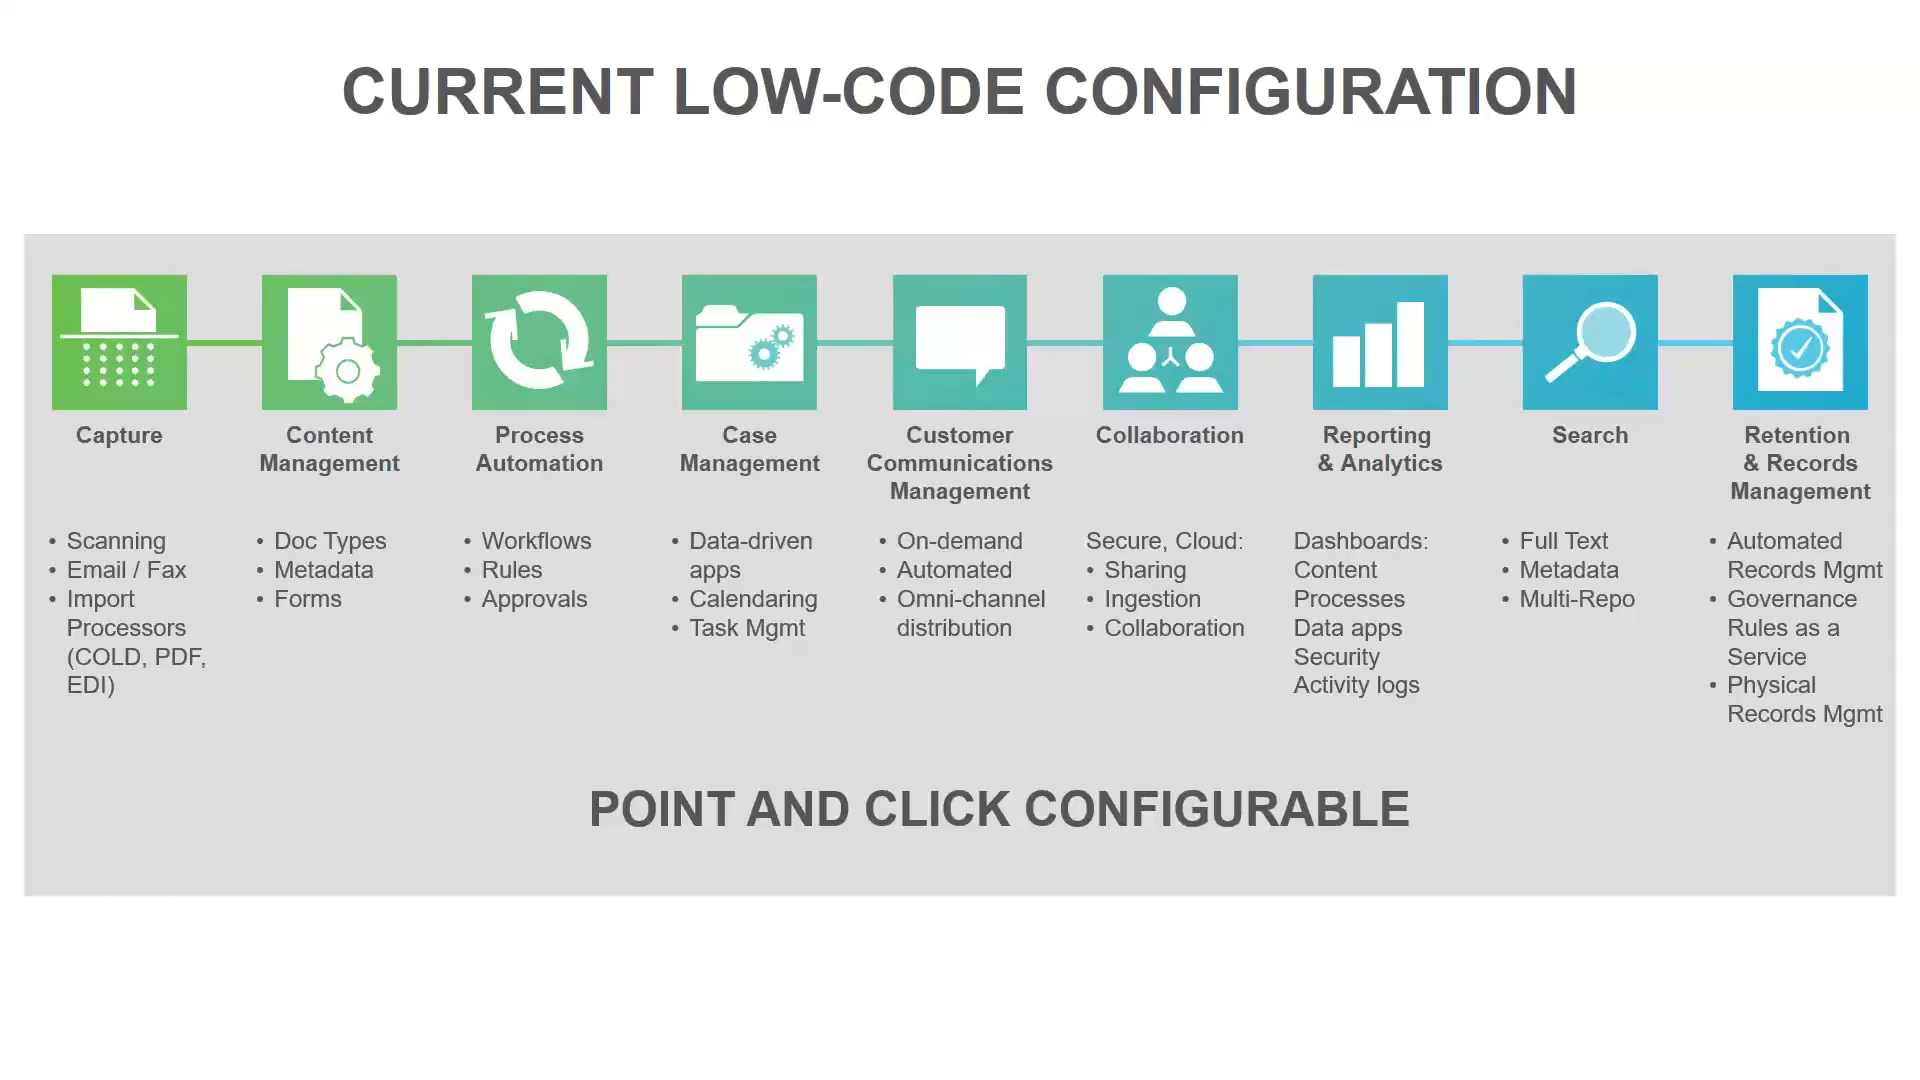 CURRENT LOW-CODE CONFIGURATION
Capture
• Scanning
• Email / Fax
• Import
Processors
(COLD, PDF,
EDI)
Content
Management
• Doc Types
• Metadata
• Forms
Process
Automation
• Workflows
• Rules
• Approvals
Case
Management
• Data-driven
apps
• Calendaring
• Task Mgmt
Customer
Communications
Management
• On-demand
• Automated
• Omni-channel
distribution
Collaboration
Secure, Cloud:
• Sharing
• Ingestion
• Collaboration
Reporting
& Analytics
Dashboards:
Content
Processes
Data apps
Security
Activity logs
Search
• Full Text
• Metadata
• Multi-Repo
Retention
& Records
Management
• Automated
Records Mgmt
• Governance
Rules as a
Service
• Physical
Records Mgmt
POINT AND CLICK CONFIGURABLE